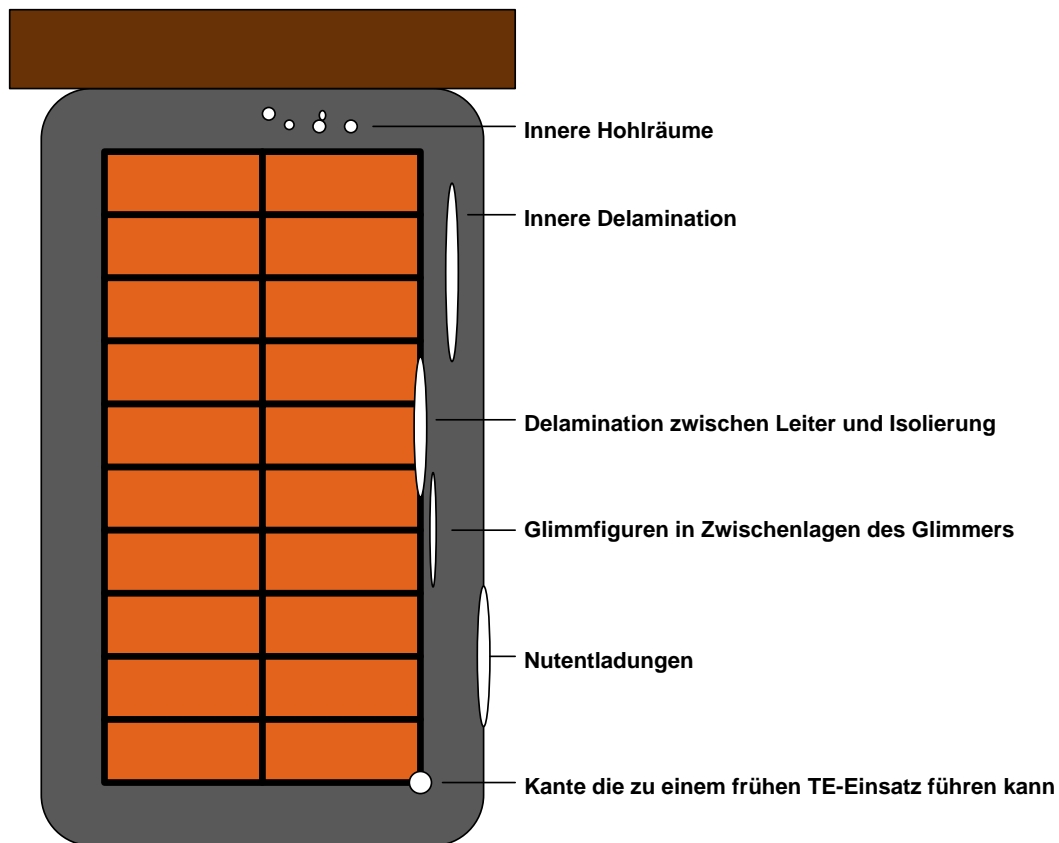 Innere Hohlräume
Innere Delamination
Delamination zwischen Leiter und Isolierung
Glimmfiguren in Zwischenlagen des Glimmers
Nutentladungen
Kante die zu einem frühen TE-Einsatz führen kann